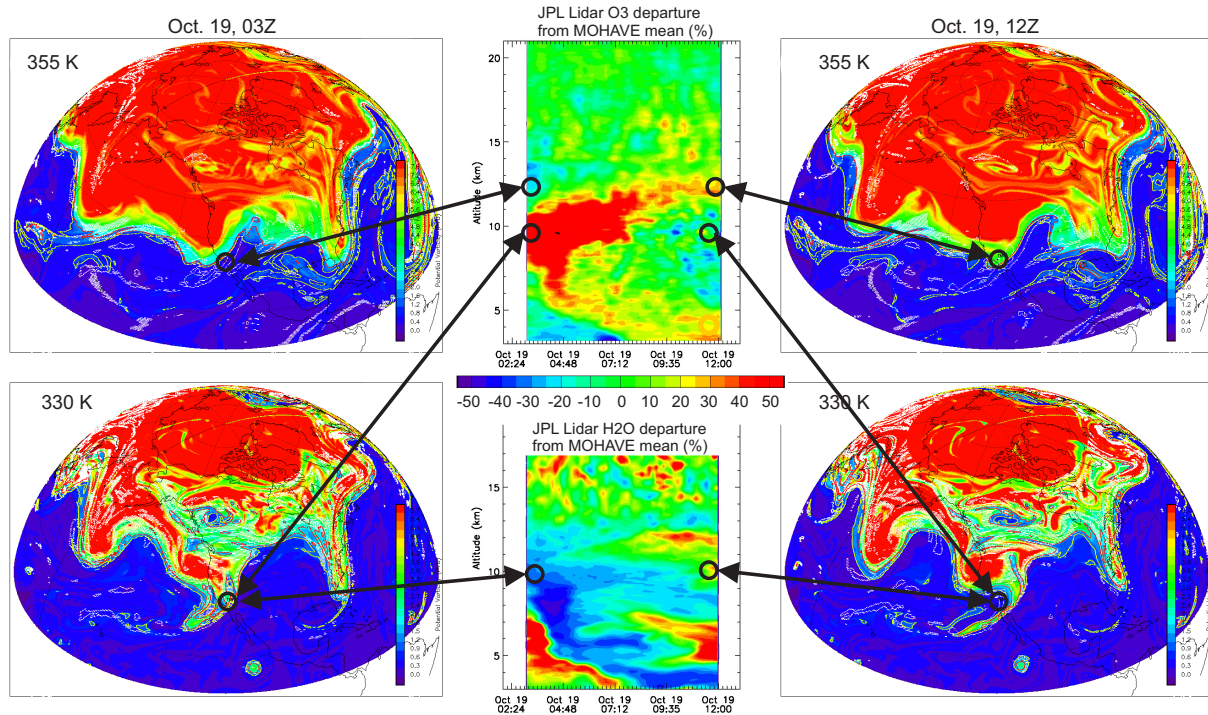 Oct. 19, 03Z
JPL Lidar O3 departure
from MOHAVE mean (%)
Oct. 19, 12Z
355 K
355 K
20
15
10
5
Altitude (km)
Oct 19 Oct 19 Oct 19 Oct 19 Oct 19
02:24 04:48 07:12 09:35 12:00
-50 -40 -30 -20 -10 0 10 20 30 40 50
330 K
330 K
JPL Lidar H2O departure
from MOHAVE mean (%)
15
10
5
Altitude (km)
Oct 19 Oct 19 Oct 19 Oct 19 Oct 19
02:24 04:48 07:12 09:35 12:00